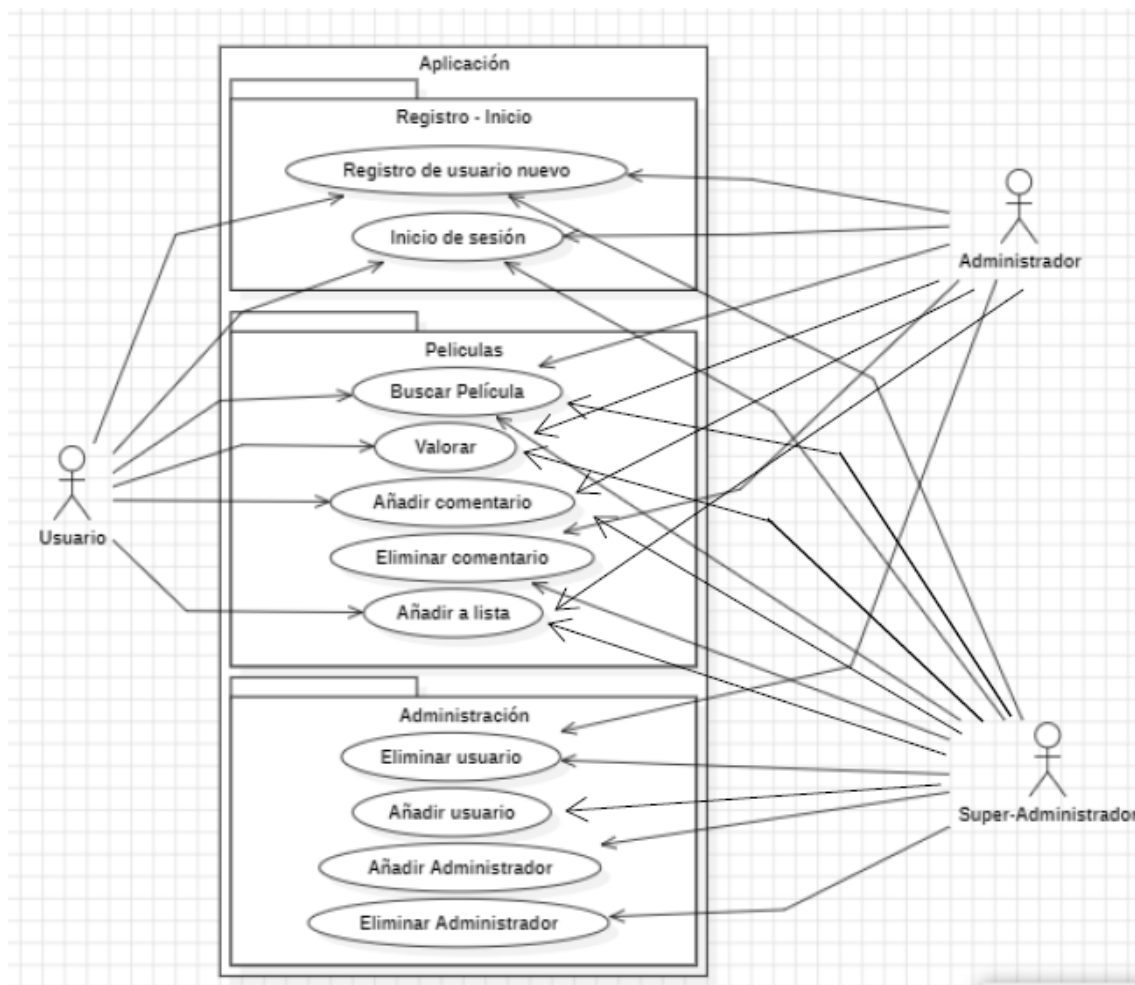 Aplicación
Registro - Inicio
Registro de usuario nuevo
Inicio de sesión
Administrador
Peliculas
Buscar Película
Valorar
Añadir comentario
Usuario
Eliminar comentario
Añadir a lista
Administración
Eliminar usuario
Añadir usuario
Super-Administrador
Añadir Administrador
Eliminar Administrador